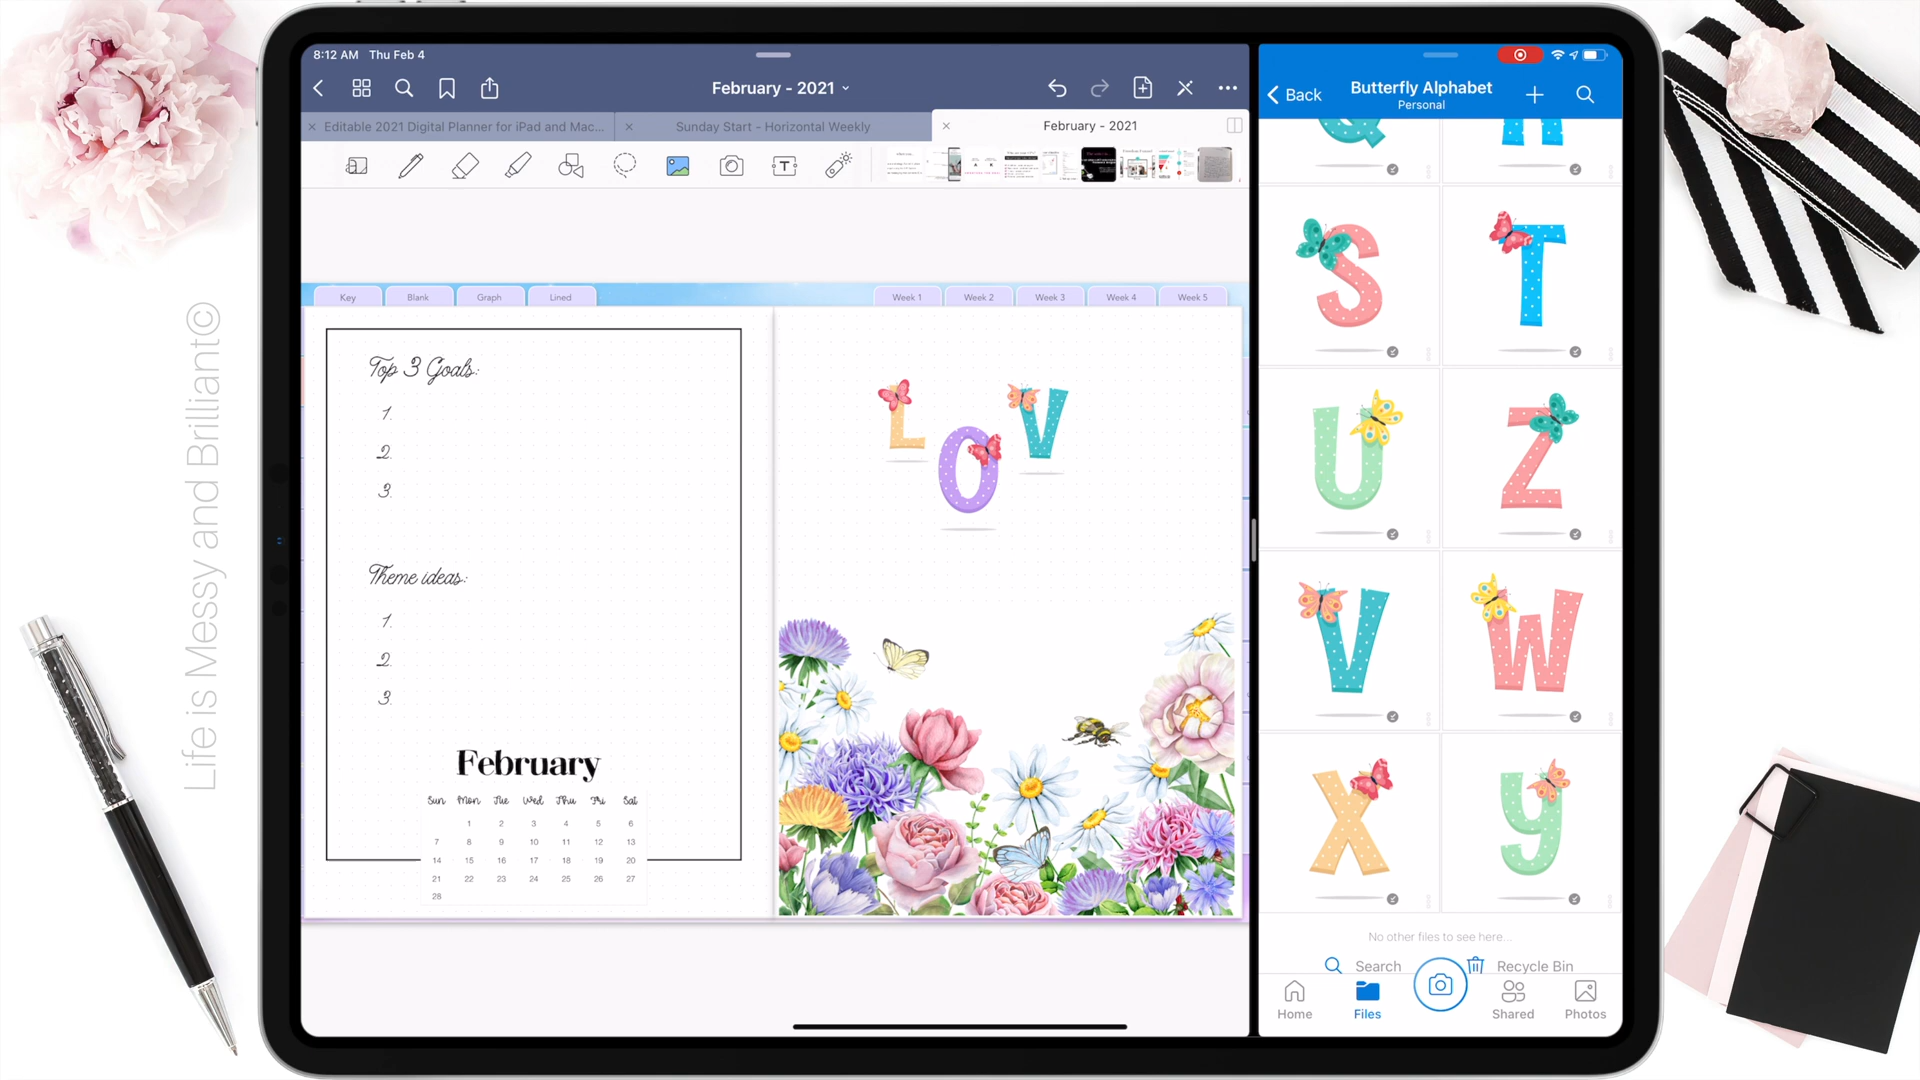 Life is Messy and Brilliant©
8:12 AM Thu Feb 4
February - 2021
Editable 2021 Digital Planner for iPad and Mac...
Sunday Start - Horizontal Weekly
February - 2021
Key
Blank
Graph
Lined
Week 1
Week 2
Week 3
Week 4
Week 5
Top 3 Goals:
1.
2.
3.
Theme ideas:
1.
2.
3.
February
Sun Mon Tue Wed Thu Fri Sat
1 2 3 4 5 6
7 8 9 10 11 12 13
14 15 16 17 18 19 20
21 22 23 24 25 26 27
28
L O V
Back
Butterfly Alphabet
Personal
S T
U Z
V W
X y
No other files to see here...
Search
Recycle Bin
Home
Files
Shared
Photos